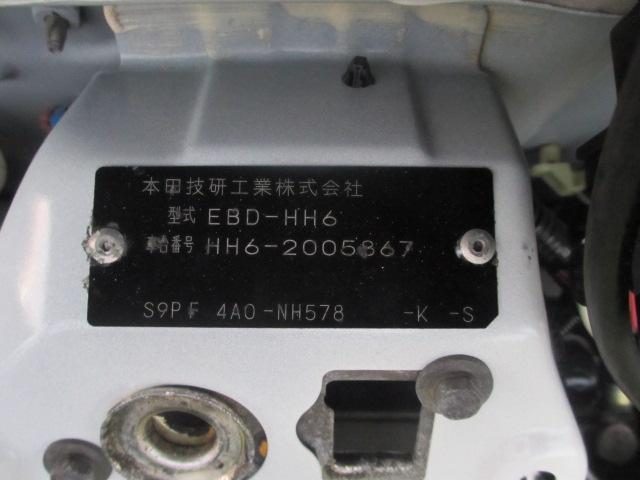 本田技研工業株式会社
型式 EBD-HH6
車台番号 HH6-2005367
S9PF 4A0-NH578 -K -S